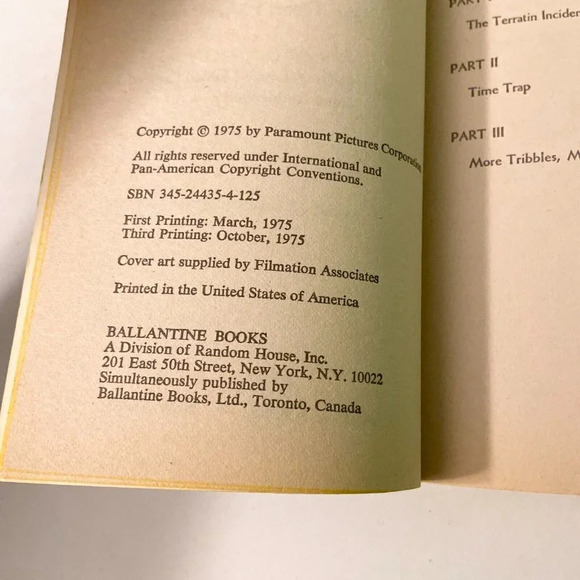 Copyright © 1975 by Paramount Pictures Corporation
All rights reserved under International and
Pan-American Copyright Conventions.
SBN 345-24435-4-125
First Printing: March, 1975
Third Printing: October, 1975
Cover art supplied by Filmation Associates
Printed in the United States of America
BALLANTINE BOOKS
A Division of Random House, Inc.
201 East 50th Street, New York, N.Y. 10022
Simultaneously published by
Ballantine Books, Ltd., Toronto, Canada
The Terratin
PART II
Time Trap
PART III
More Tribbles,